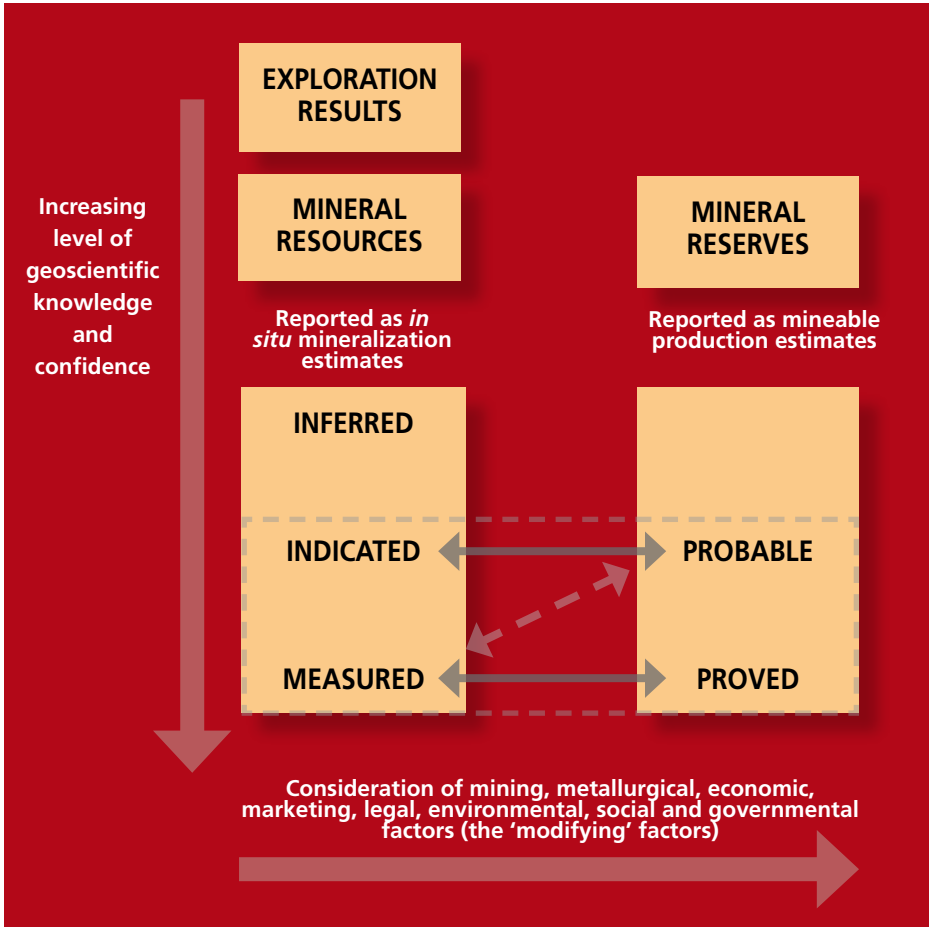 EXPLORATION
RESULTS
Increasing
level of
geoscientific
knowledge
and
confidence
MINERAL
RESOURCES
MINERAL
RESERVES
Reported as in
situ mineralization
estimates
Reported as mineable
production estimates
INFERRED
INDICATED
PROBABLE
MEASURED
PROVED
Consideration of mining, metallurgical, economic,
marketing, legal, environmental, social and governmental
factors (the ‘modifying’ factors)